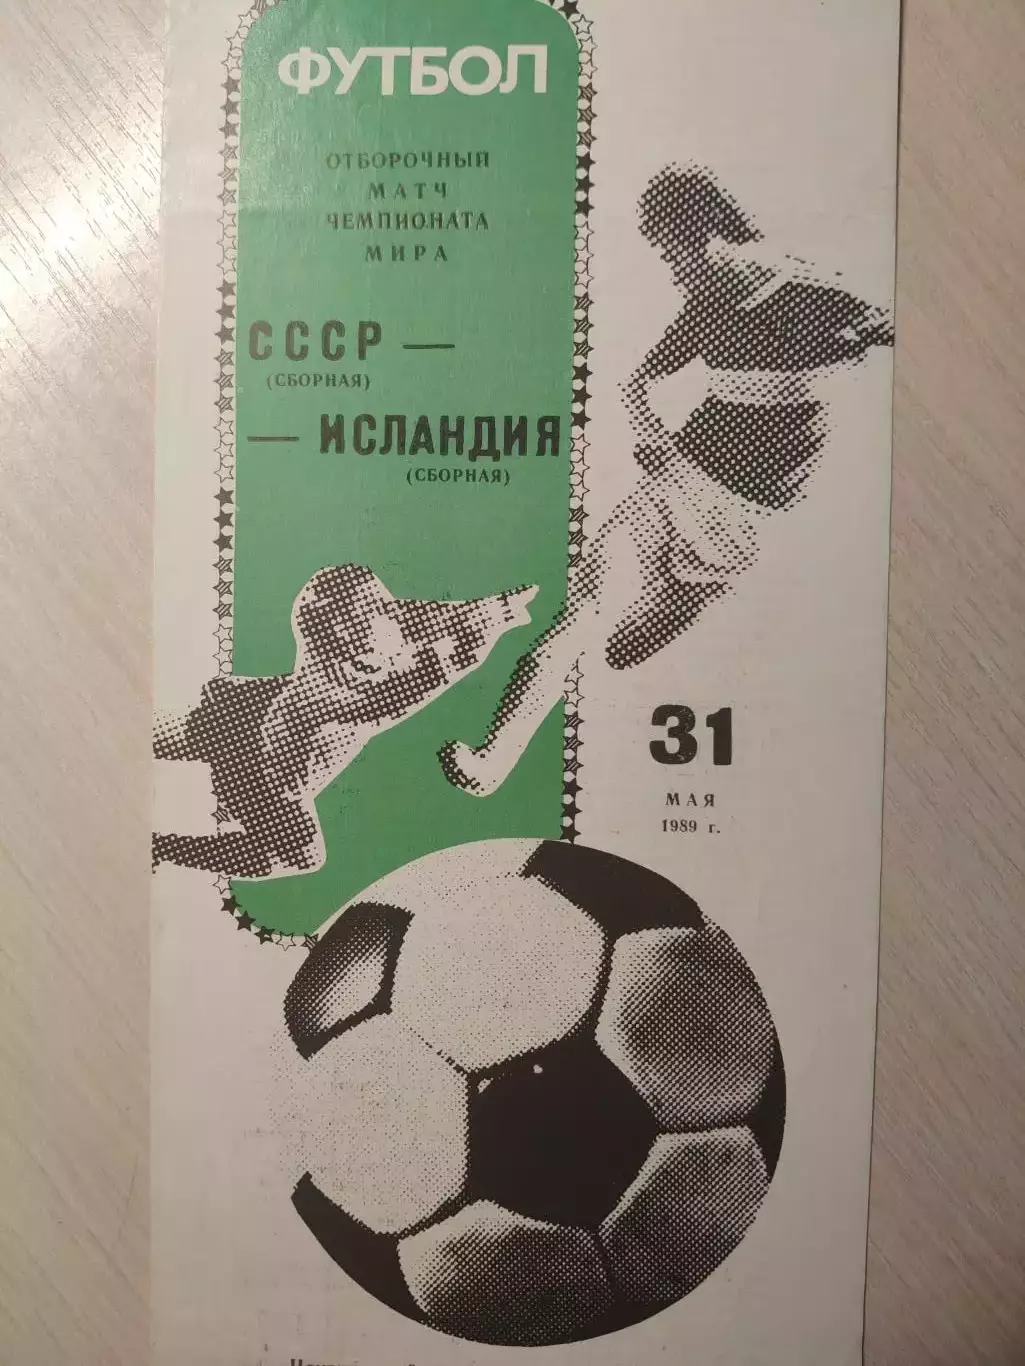 ФУТБОЛ
ОТБОРОЧНЫЙ
МАТЧ
ЧЕМПИОНАТА
МИРА
СССР —
(СБОРНАЯ)
— ИСЛАНДИЯ
(СБОРНАЯ)
31
МАЯ
1989 г.